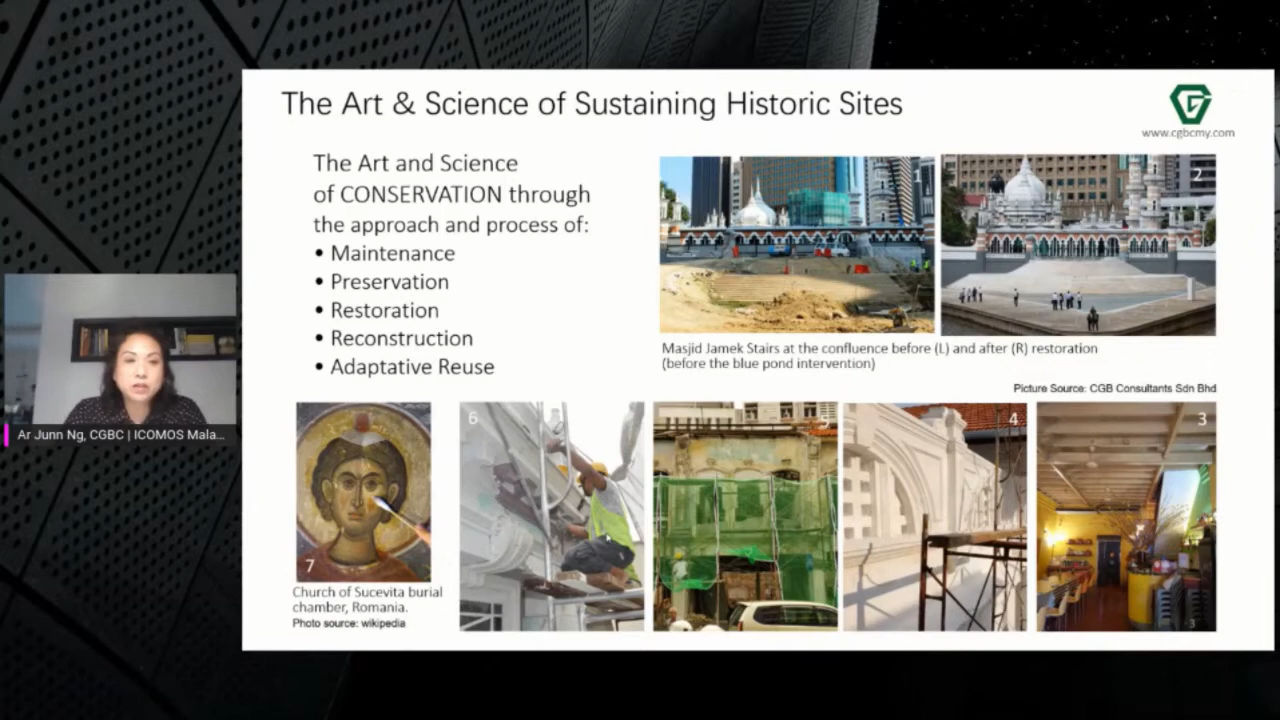 The Art & Science of Sustaining Historic Sites
www.cgbcmy.com
The Art and Science
of CONSERVATION through
the approach and process of:
• Maintenance
• Preservation
• Restoration
• Reconstruction
• Adaptative Reuse
1
2
Masjid Jamek Stairs at the confluence before (L) and after (R) restoration
(before the blue pond intervention)
Picture Source: CGB Consultants Sdn Bhd
Ar Junn Ng, CGBC | ICOMOS Mala...
7
6
5
4
3
Church of Sucevita burial
chamber, Romania.
Photo source: wikipedia
3